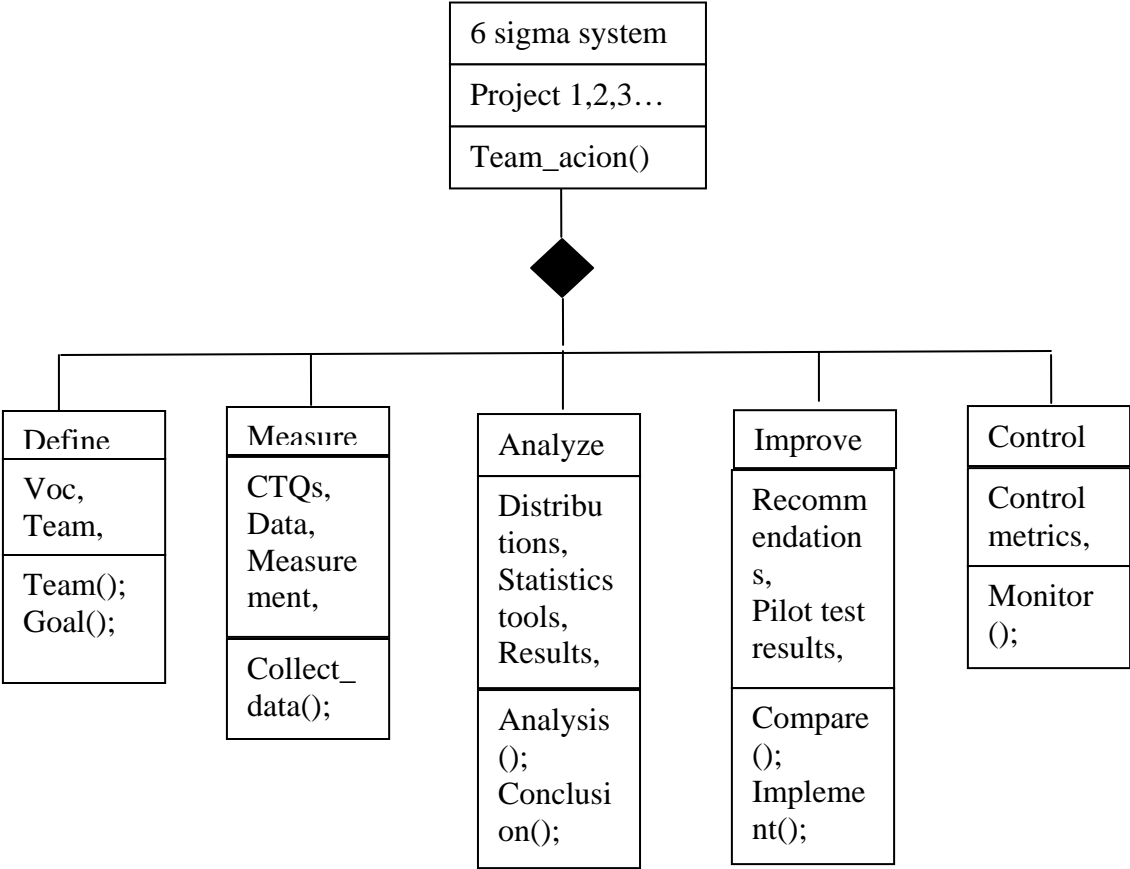 6 sigma system
Project 1,2,3…
Team_acion()
Define
Voc,
Team,
Team();
Goal();
Measure
CTQs,
Data,
Measure
ment,
Collect_
data();
Analyze
Distribu
tions,
Statistics
tools,
Results,
Analysis
();
Conclusi
on();
Improve
Recomm
endation
s,
Pilot test
results,
Compare
();
Impleme
nt();
Control
Control
metrics,
Monitor
();